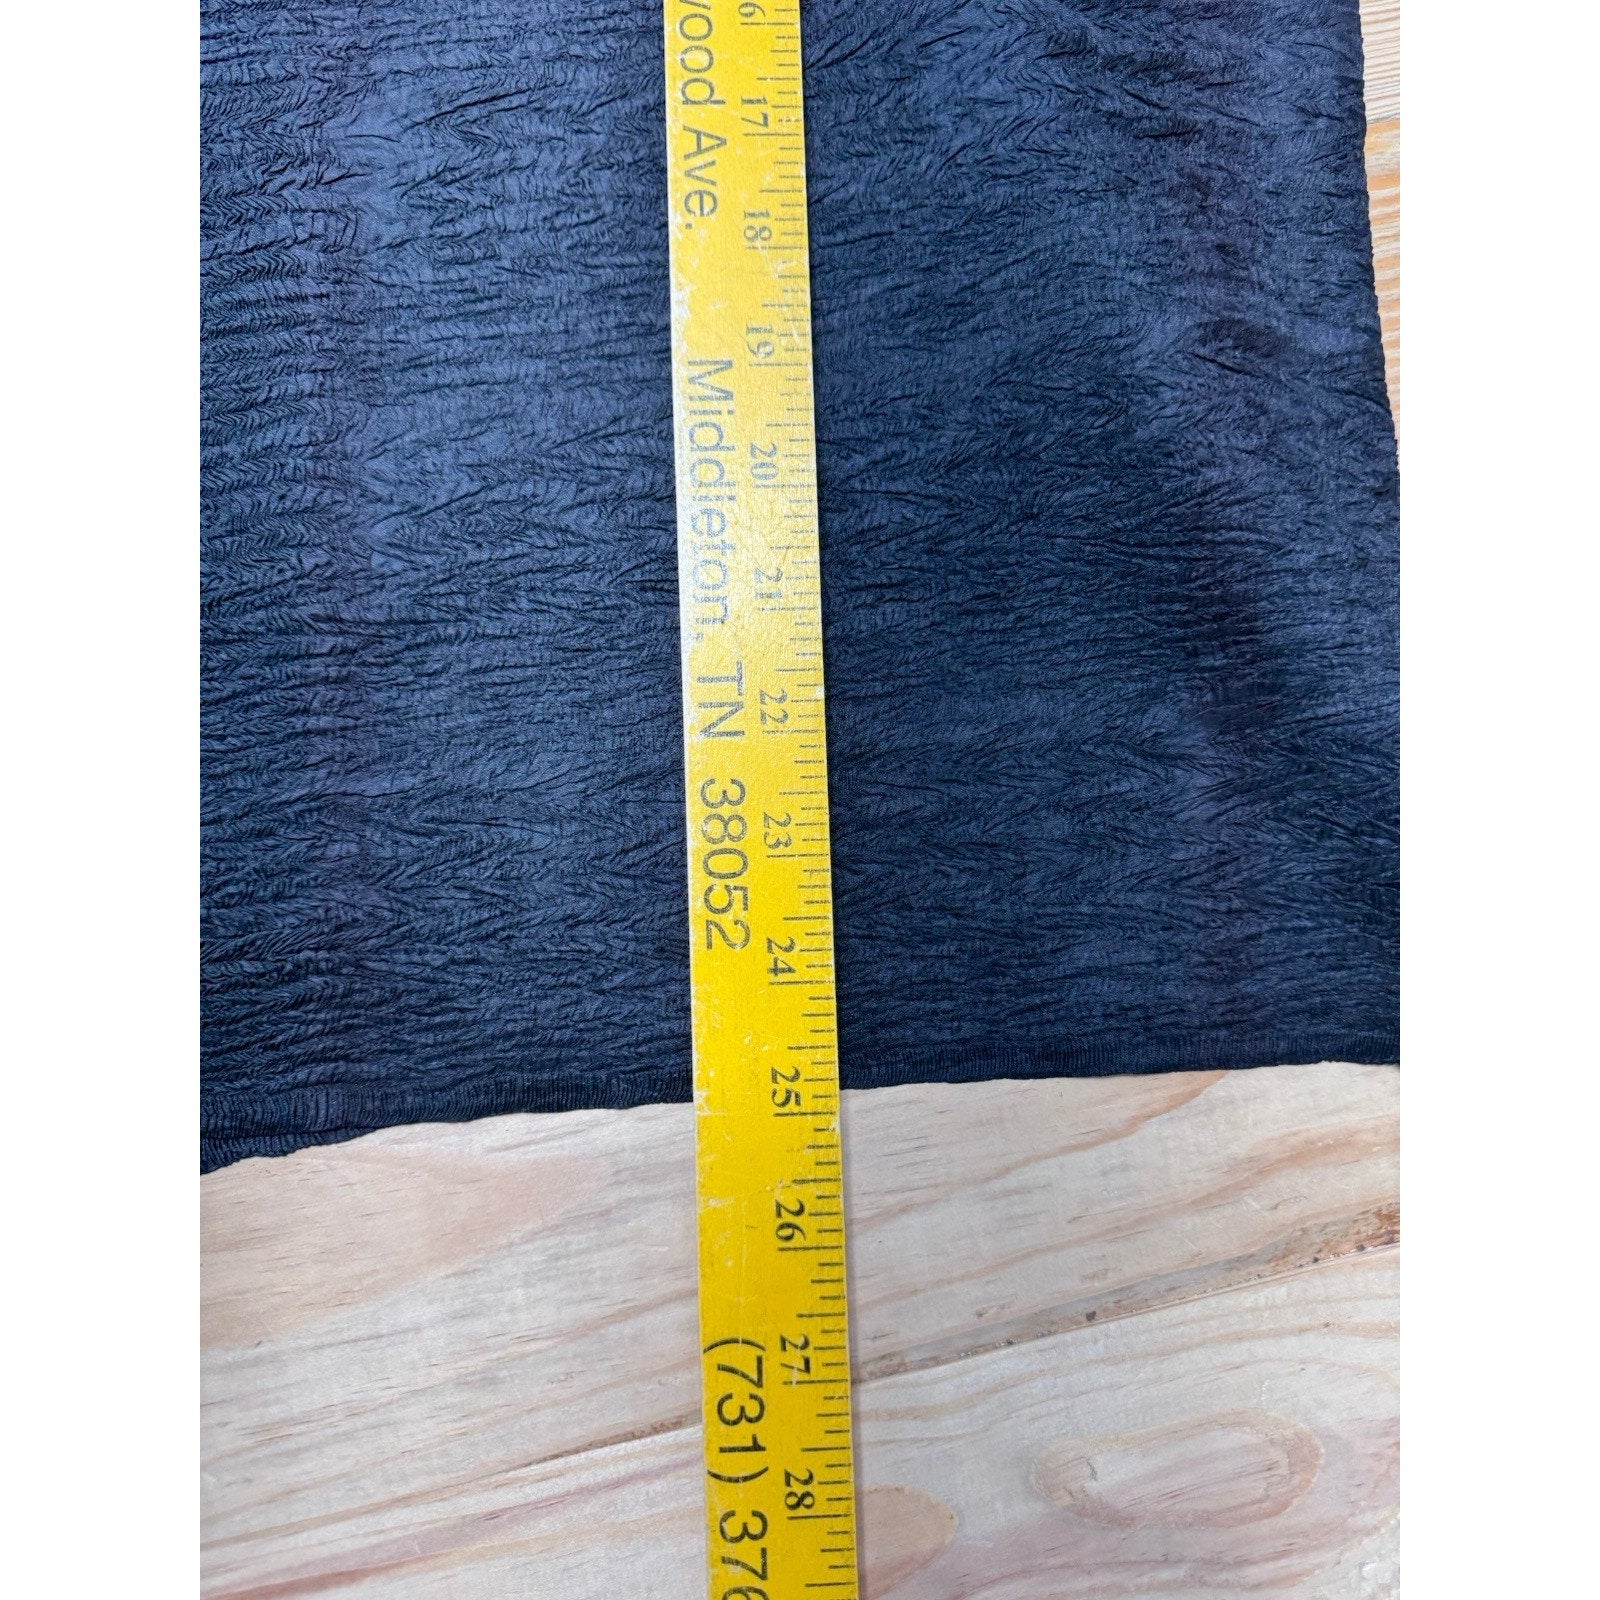 wood Ave. Middleton, TN 38052 (731) 376
6 17 18 19 20 21 22 23 24 25 26 27 28